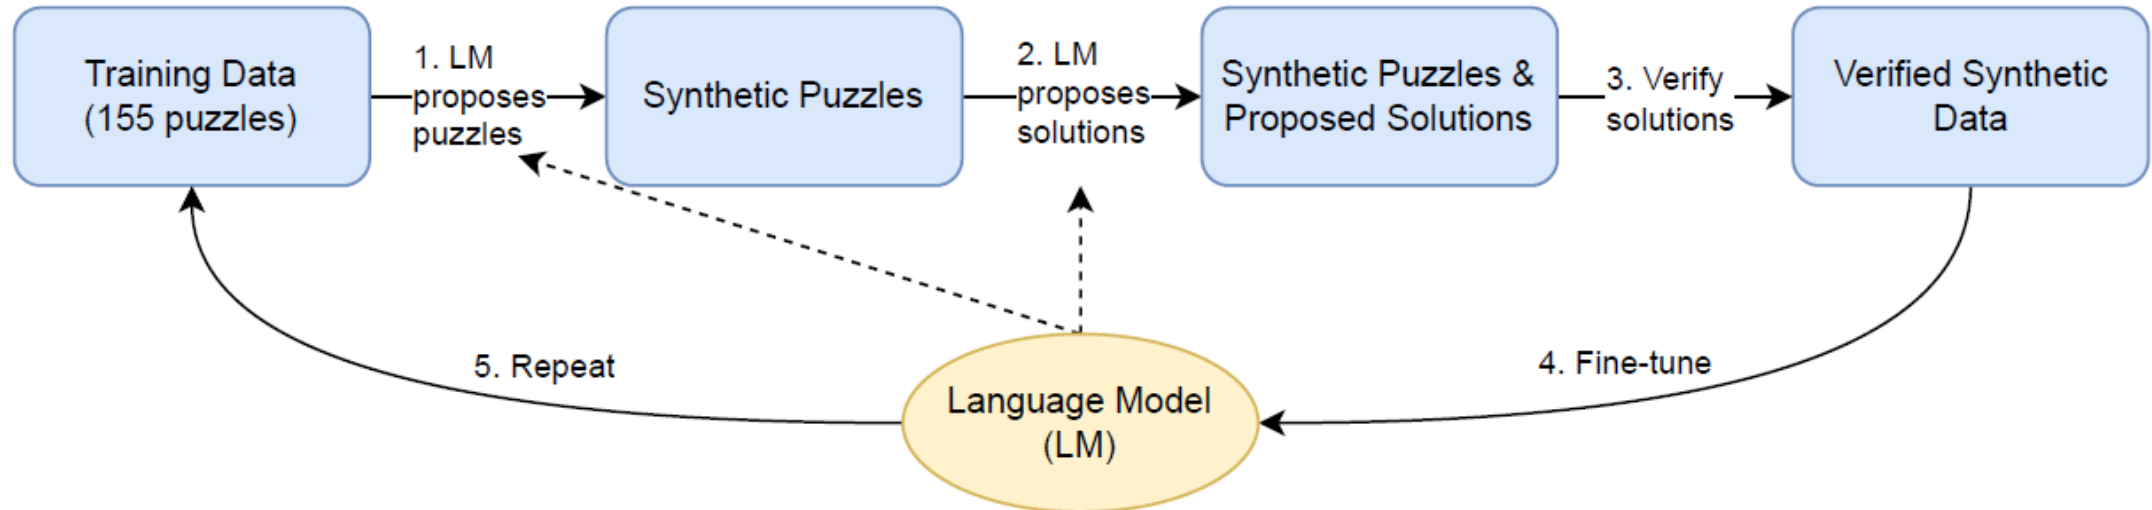 Training Data
(155 puzzles)
1. LM
proposes
puzzles
Synthetic Puzzles
2. LM
proposes
solutions
Synthetic Puzzles &
Proposed Solutions
3. Verify
solutions
Verified Synthetic
Data
5. Repeat
Language Model
(LM)
4. Fine-tune